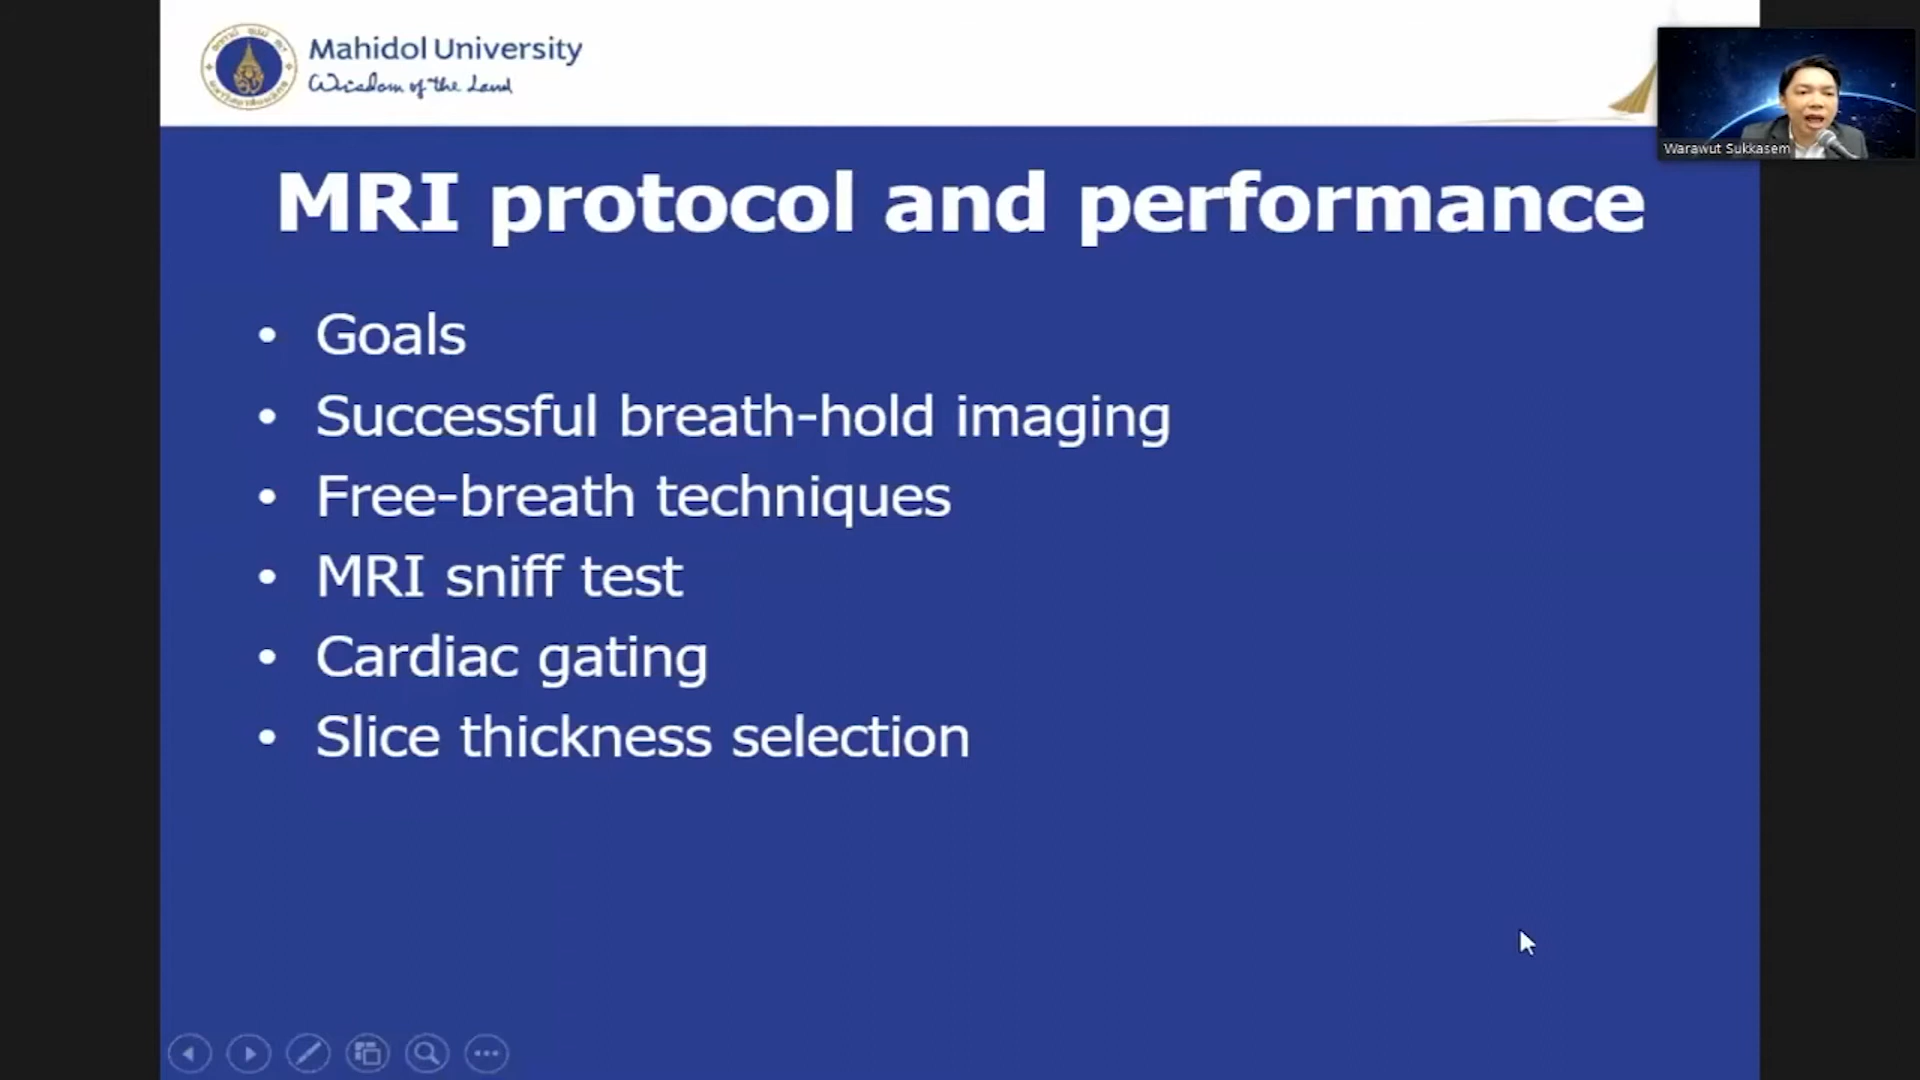 Mahidol University
Wisdom of the Land
Warawut Sukkasem
MRI protocol and performance
• Goals
• Successful breath-hold imaging
• Free-breath techniques
• MRI sniff test
• Cardiac gating
• Slice thickness selection